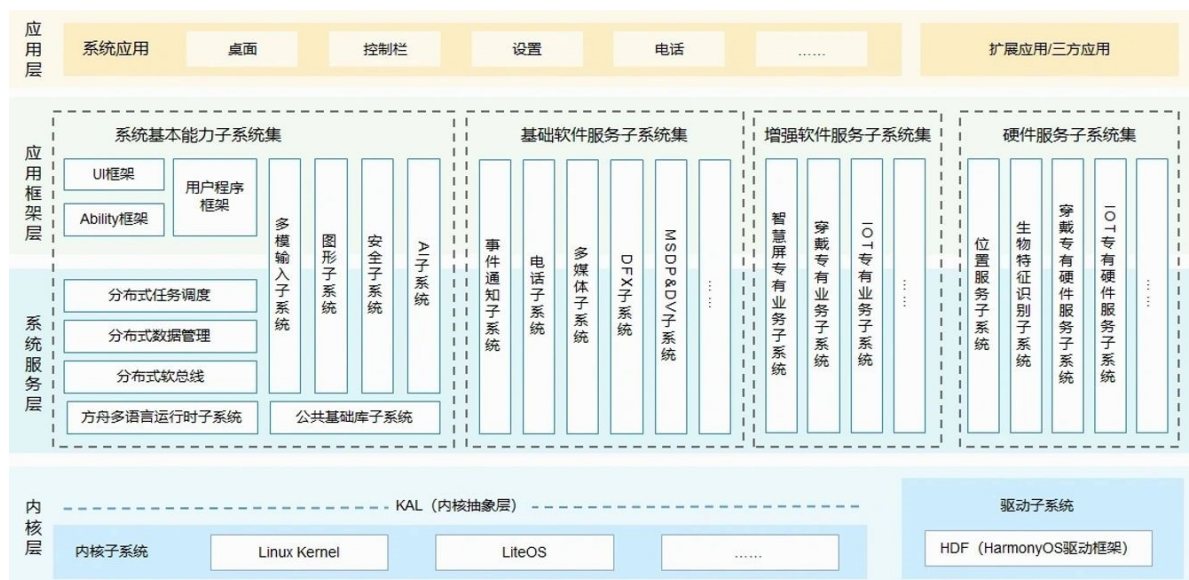 应用层
系统应用
桌面
控制栏
设置
电话
……
扩展应用/三方应用
应用框架层
系统服务层
系统基本能力子系统集
UI框架
Ability框架
用户程序
框架
多模输入子系统
图形子系统
安全子系统
AI子系统
分布式任务调度
分布式数据管理
分布式软总线
方舟多语言运行时子系统
公共基础库子系统
基础软件服务子系统集
事件通知子系统
电话子系统
多媒体子系统
DFX子系统
MSDP&DV子系统
……
增强软件服务子系统集
智慧屏专有业务子系统
穿戴专有业务子系统
IOT专有业务子系统
……
硬件服务子系统集
位置服务子系统
生物特征识别子系统
穿戴专有硬件服务子系统
IOT专有硬件服务子系统
……
内核层
KAL（内核抽象层）
内核子系统
Linux Kernel
LiteOS
……
驱动子系统
HDF（HarmonyOS驱动框架）